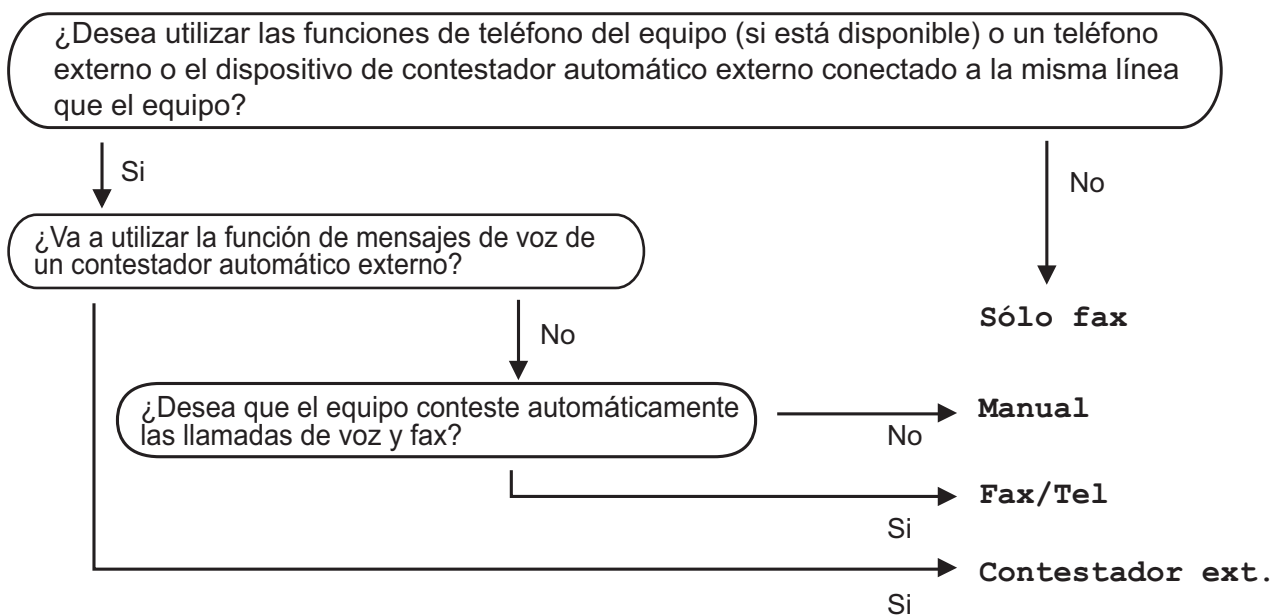 ¿Desea utilizar las funciones de teléfono del equipo (si está disponible) o un teléfono
externo o el dispositivo de contestador automático externo conectado a la misma línea
que el equipo?
Si
No
¿Va a utilizar la función de mensajes de voz de
un contestador automático externo?
Sólo fax
No
¿Desea que el equipo conteste automáticamente
las llamadas de voz y fax?
Manual
No
Fax/Tel
Si
Contestador ext.
Si